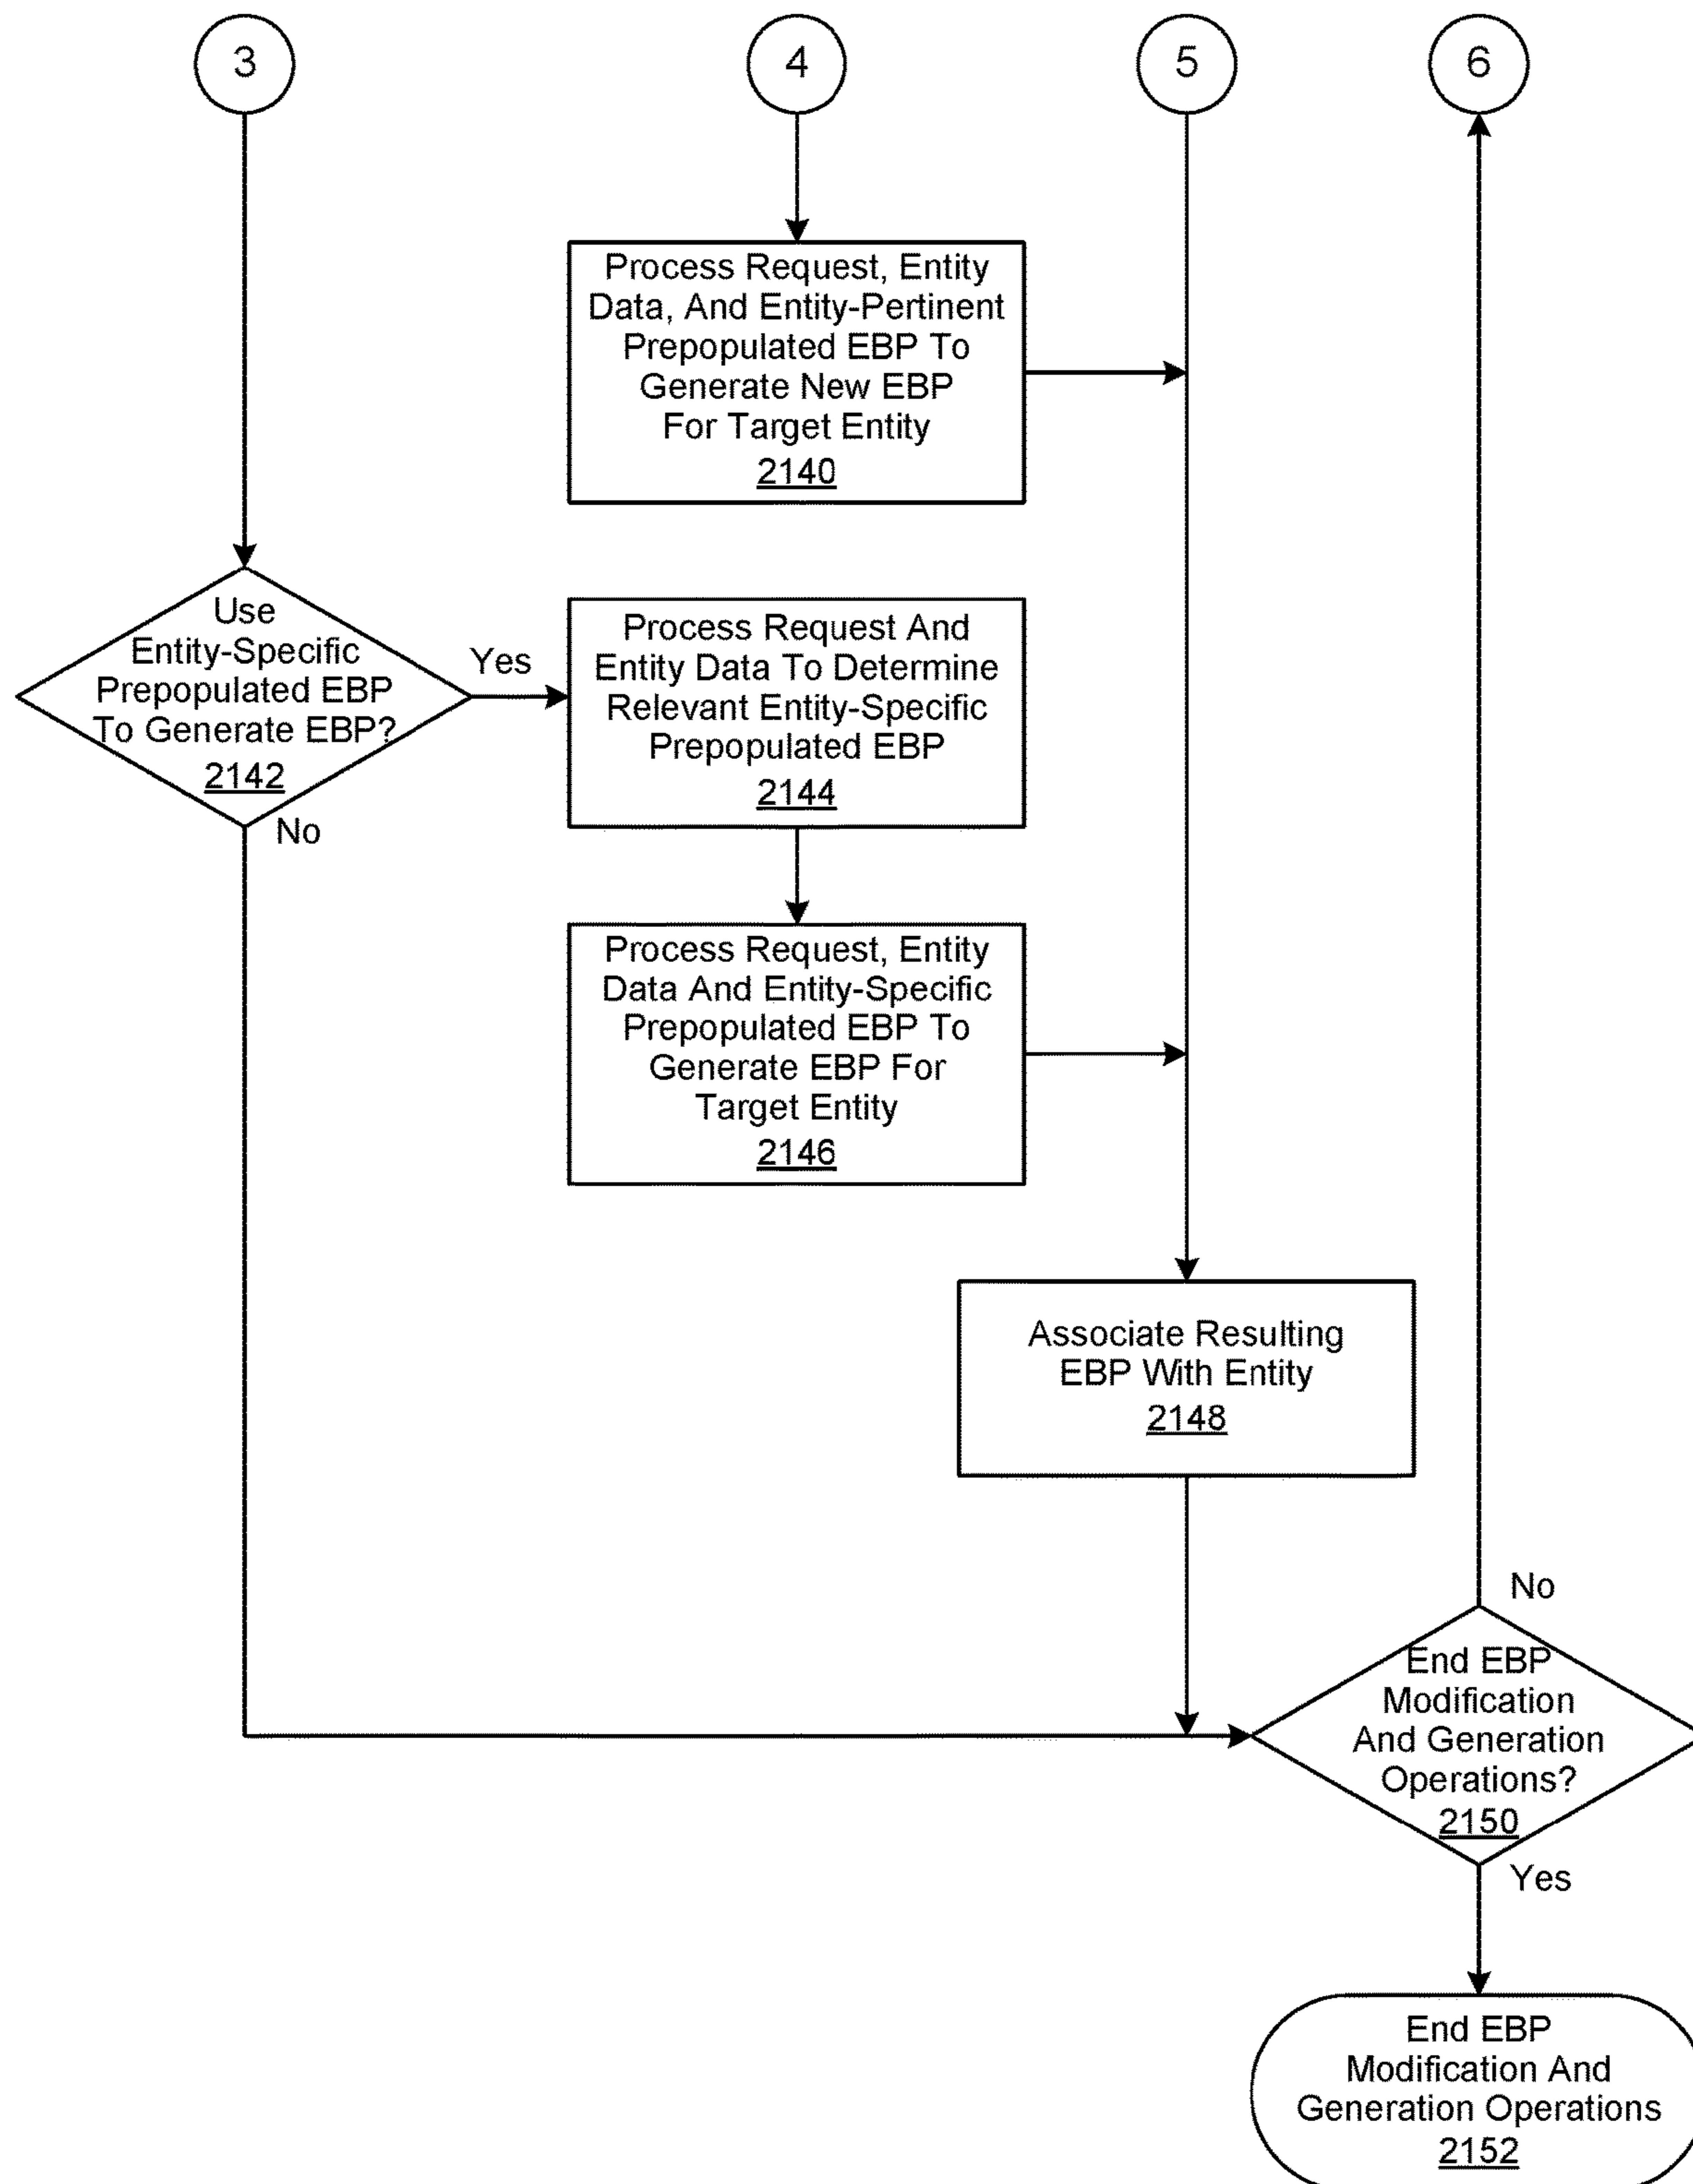 3
4
5
6
Process Request, Entity
Data, And Entity-Pertinent
Prepopulated EBP To
Generate New EBP
For Target Entity
2140
Use
Entity-Specific
Prepopulated EBP
To Generate EBP?
2142
Yes
No
Process Request And
Entity Data To Determine
Relevant Entity-Specific
Prepopulated EBP
2144
Process Request, Entity
Data And Entity-Specific
Prepopulated EBP To
Generate EBP For
Target Entity
2146
Associate Resulting
EBP With Entity
2148
No
End EBP
Modification
And Generation
Operations?
2150
Yes
End EBP
Modification And
Generation Operations
2152